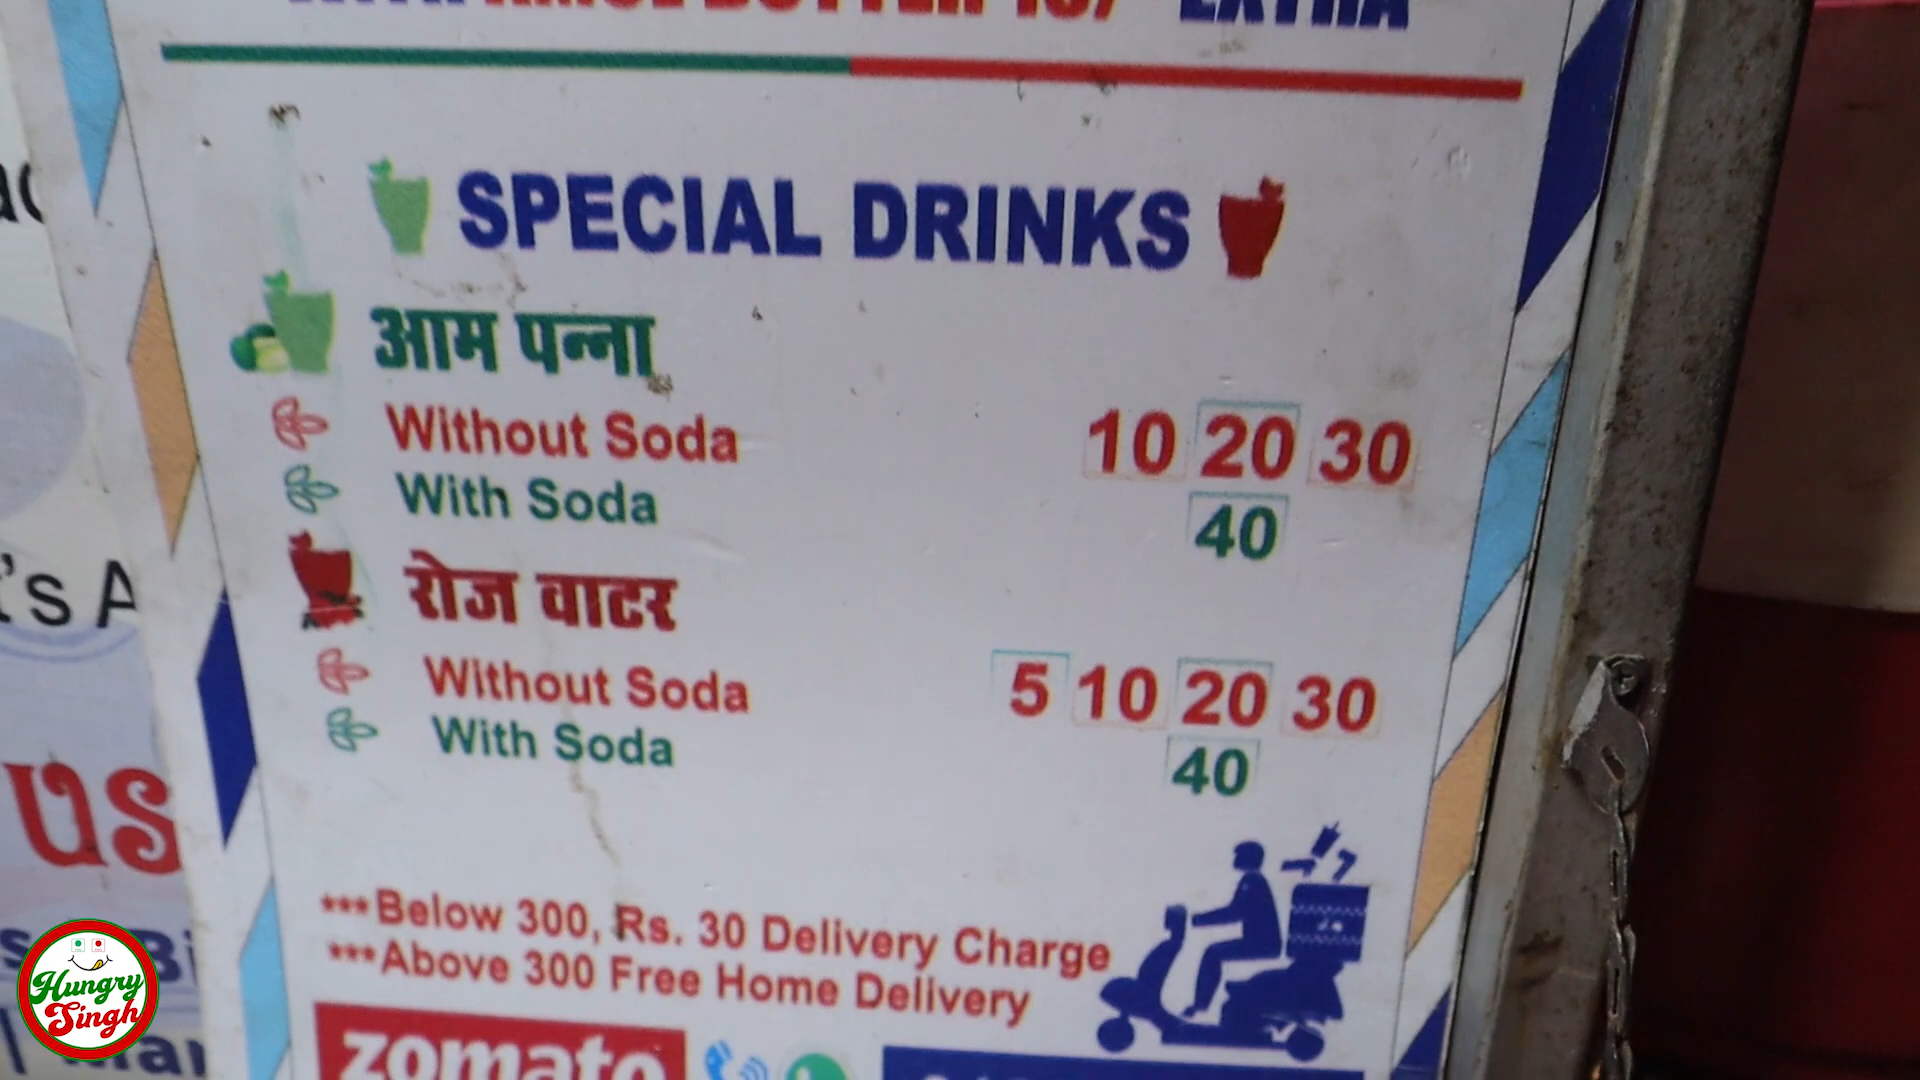 EXTRA
SPECIAL DRINKS
आम पन्ना
Without Soda 10 20 30
With Soda 40
रोज वाटर
Without Soda 5 10 20 30
With Soda 40
***Below 300, Rs. 30 Delivery Charge
***Above 300 Free Home Delivery
zomato
's A
us
Hungry
Singh